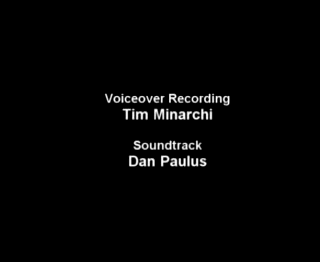 Voiceover Recording
Tim Minarchi
Soundtrack
Dan Paulus